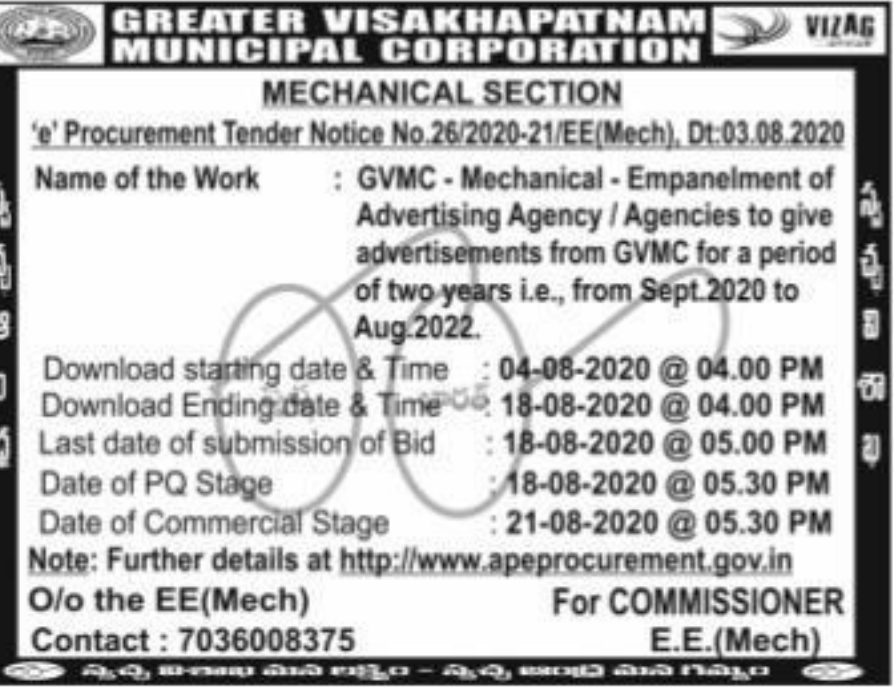 GREATER VISAKHAPATNAM
MUNICIPAL CORPORATION
VIZAG
MECHANICAL SECTION
'e' Procurement Tender Notice No.26/2020-21/EE(Mech), Dt:03.08.2020
Name of the Work : GVMC - Mechanical - Empanelment of
Advertising Agency / Agencies to give
advertisements from GVMC for a period
of two years i.e., from Sept.2020 to
Aug.2022.
Download starting date & Time : 04-08-2020 @ 04.00 PM
Download Ending date & Time : 18-08-2020 @ 04.00 PM
Last date of submission of Bid : 18-08-2020 @ 05.00 PM
Date of PQ Stage : 18-08-2020 @ 05.30 PM
Date of Commercial Stage : 21-08-2020 @ 05.30 PM
Note: Further details at http://www.apeprocurement.gov.in
O/o the EE(Mech) For COMMISSIONER
Contact : 7036008375 E.E.(Mech)